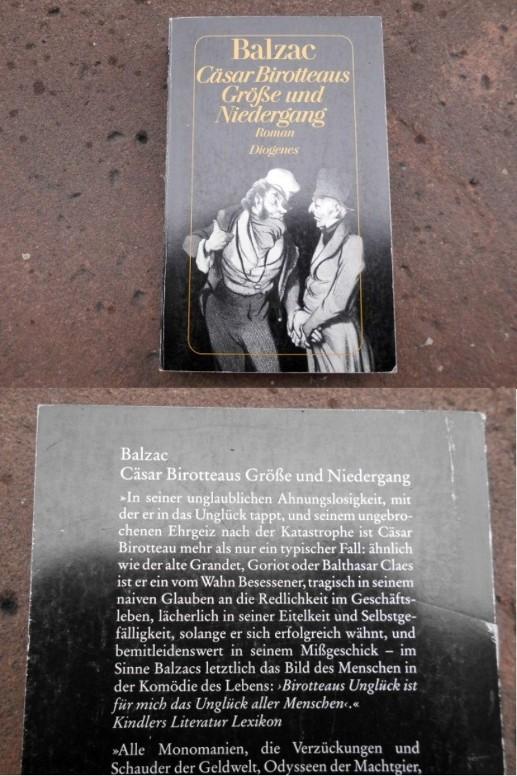 Balzac
Cäsar Birotteaus
Größe und
Niedergang
Roman
Diogenes
Balzac
Cäsar Birotteaus Größe und Niedergang
»In seiner unglaublichen Ahnungslosigkeit, mit
der er in das Unglück tappt, und seinem ungebro-
chenen Ehrgeiz nach der Katastrophe ist Cäsar
Birotteau mehr als nur ein typischer Fall: ähnlich
wie der alte Grandet, Goriot oder Balthasar Claes
ist er ein vom Wahn Besessener, tragisch in seinem
naiven Glauben an die Redlichkeit im Geschäfts-
leben, lächerlich in seiner Eitelkeit und Selbstge-
fälligkeit, solange er sich erfolgreich wähnt, und
bemitleidenswert in seinem Mißgeschick – im
Sinne Balzacs letztlich das Bild des Menschen in
der Komödie des Lebens: ›Birotteaus Unglück ist
für mich das Unglück aller Menschen‹.«
Kindlers Literatur Lexikon
»Alle Monomanien, die Verzückungen und
Schauder der Geldwelt, Odysseen der Machtgier,